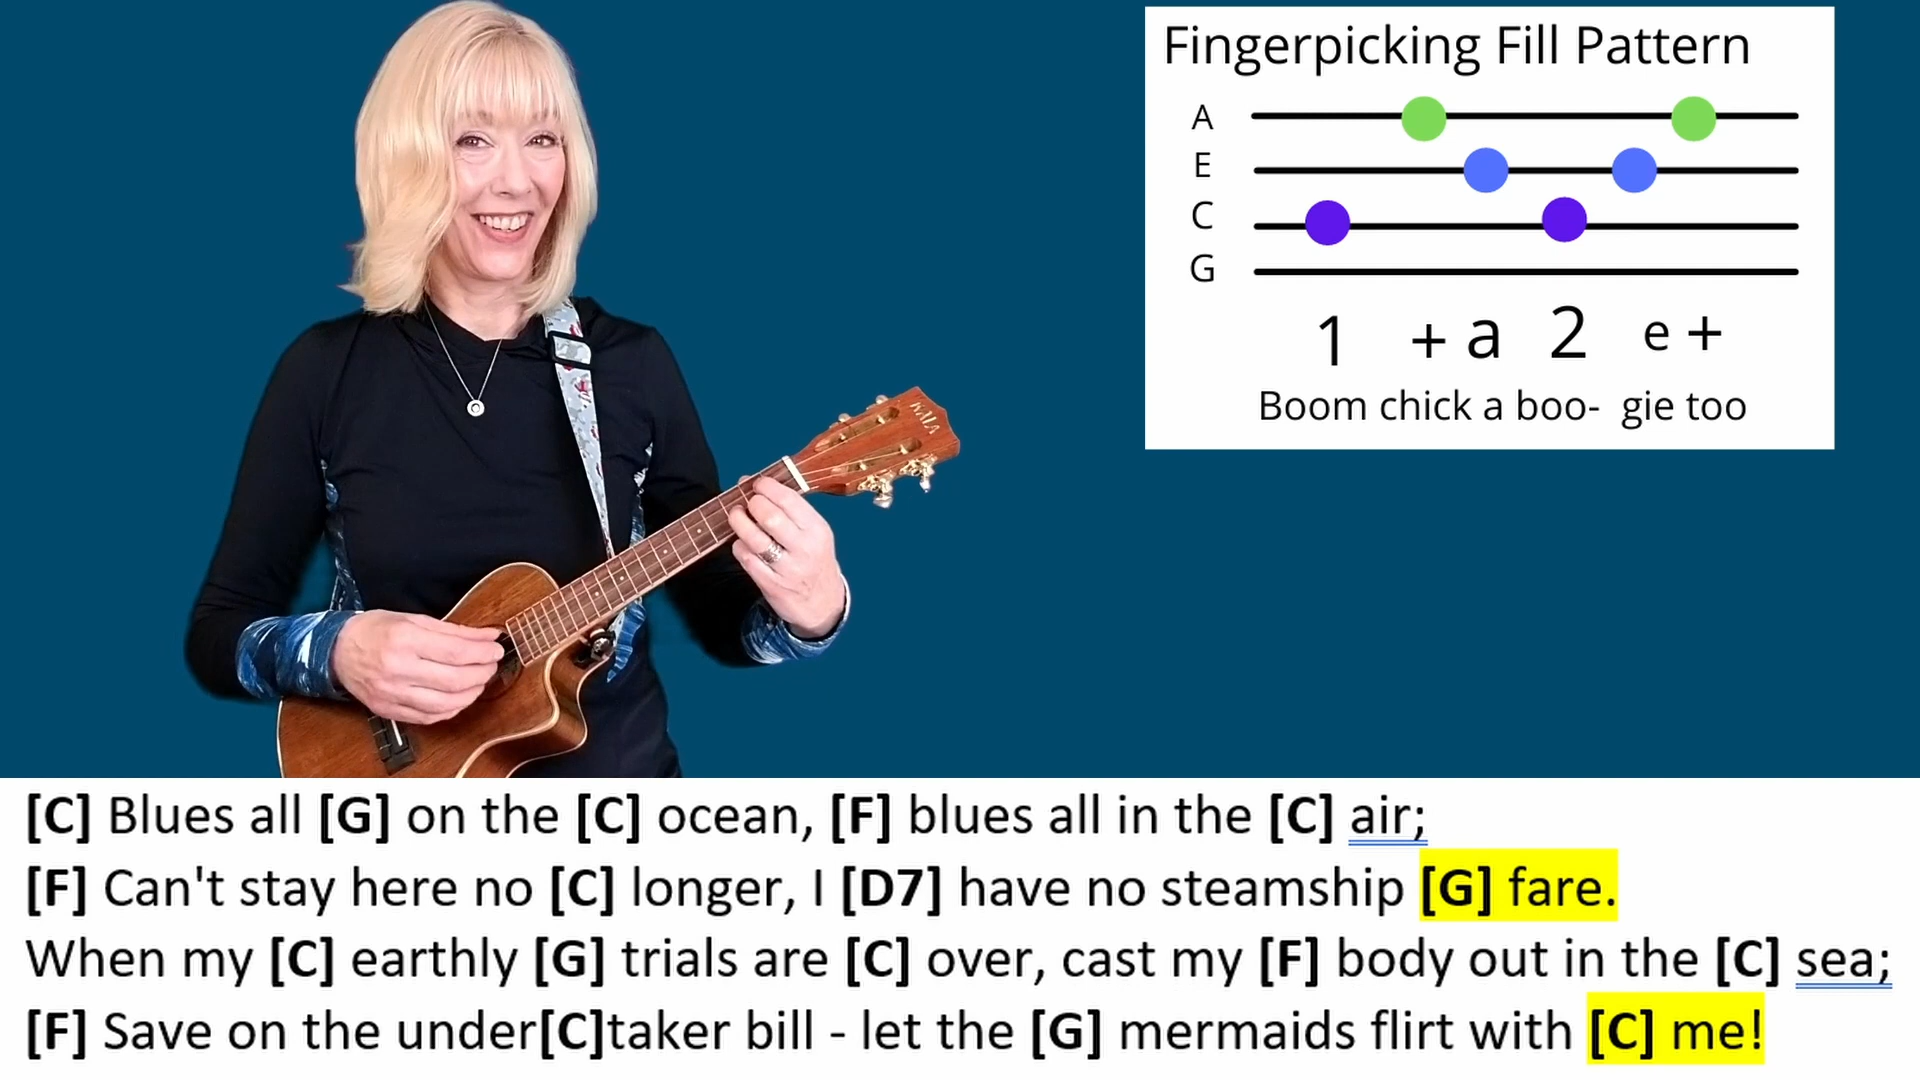 Fingerpicking Fill Pattern
A
E
C
G
1 + a 2 e +
Boom chick a boo- gie too
KALA
[C] Blues all [G] on the [C] ocean, [F] blues all in the [C] air;
[F] Can't stay here no [C] longer, I [D7] have no steamship [G] fare.
When my [C] earthly [G] trials are [C] over, cast my [F] body out in the [C] sea;
[F] Save on the under[C]taker bill - let the [G] mermaids flirt with [C] me!